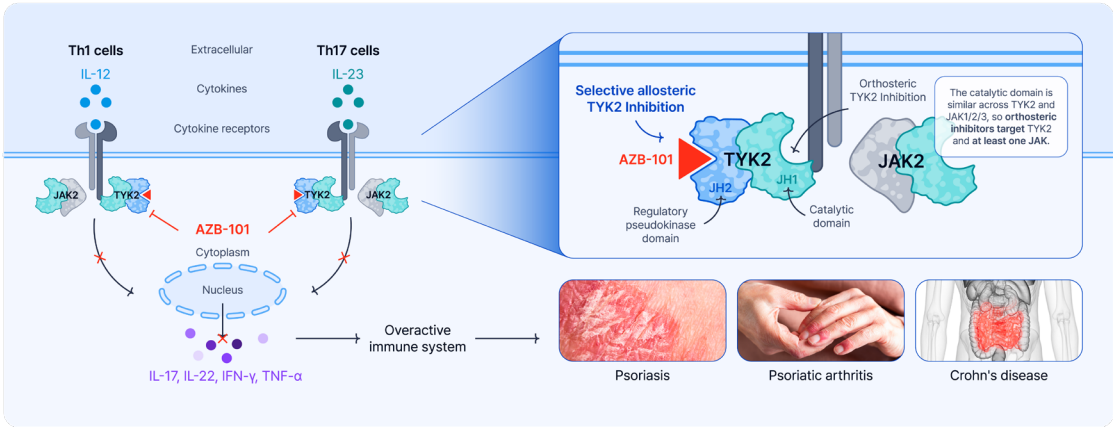 Th1 cells
Extracellular
Th17 cells
IL-12
IL-23
Cytokines
Cytokine receptors
JAK2
TYK2
TYK2
JAK2
AZB-101
Cytoplasm
Nucleus
IL-17, IL-22, IFN-γ, TNF-α
Overactive
immune system
Selective allosteric
TYK2 Inhibition
AZB-101
TYK2
JH2
JH1
Regulatory
pseudokinase
domain
Catalytic
domain
Orthosteric
TYK2 Inhibition
JAK2
The catalytic domain is
similar across TYK2 and
JAK1/2/3, so orthosteric
inhibitors target TYK2
and at least one JAK.
Psoriasis
Psoriatic arthritis
Crohn's disease